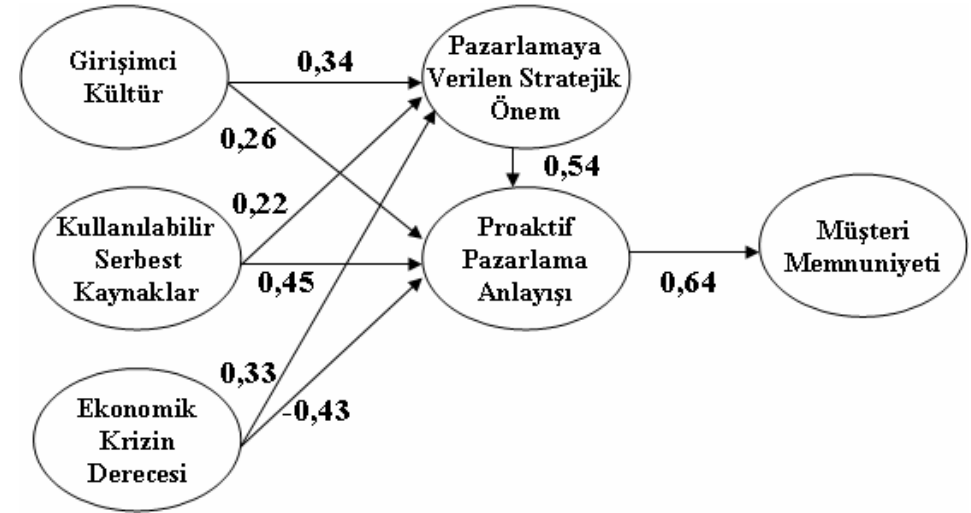 Girişimci
Kültür
0,34
Pazarlamaya
Verilen Stratejik
Önem
0,26
0,54
0,22
Kullanılabilir
Serbest
Kaynaklar
0,45
Proaktif
Pazarlama
Anlayışı
0,64
Müşteri
Memnuniyeti
0,33
-0,43
Ekonomik
Krizin
Derecesi